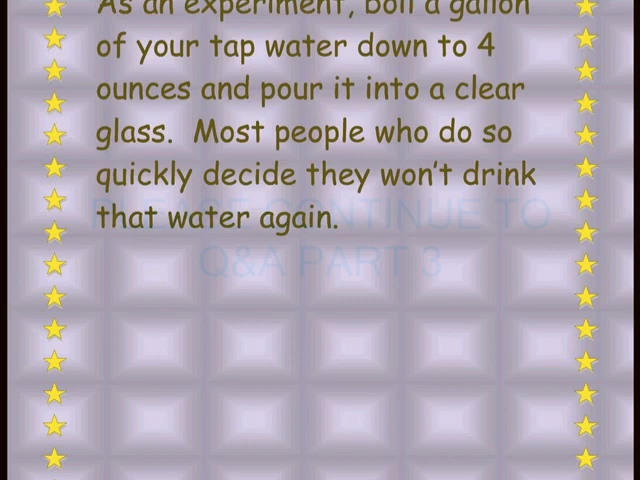 As an experiment, boil a gallon
of your tap water down to 4
ounces and pour it into a clear
glass.  Most people who do so
quickly decide they won't drink
that water again.
PLEASE CONTINUE TO
Q&A PART 3